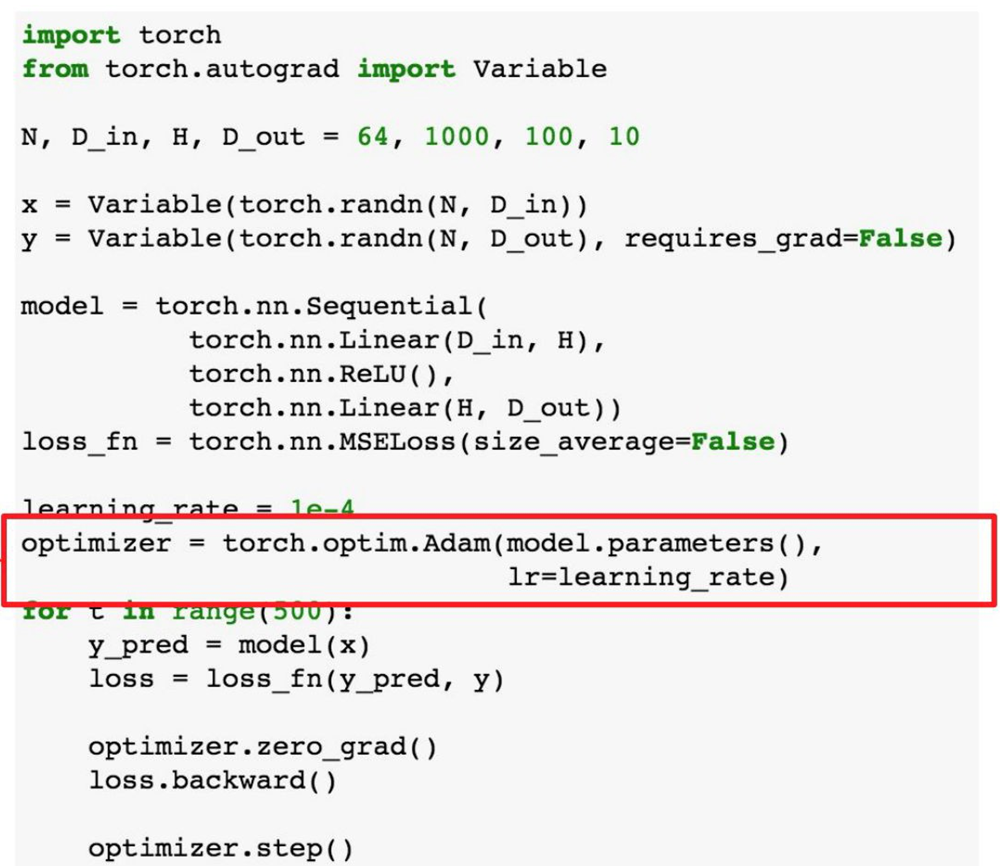 import torch
from torch.autograd import Variable
N, D_in, H, D_out = 64, 1000, 100, 10
x = Variable(torch.randn(N, D_in))
y = Variable(torch.randn(N, D_out), requires_grad=False)
model = torch.nn.Sequential(
torch.nn.Linear(D_in, H),
torch.nn.ReLU(),
torch.nn.Linear(H, D_out))
loss_fn = torch.nn.MSELoss(size_average=False)
learning_rate = 1e-4
optimizer = torch.optim.Adam(model.parameters(),
lr=learning_rate)
for t in range(500):
y_pred = model(x)
loss = loss_fn(y_pred, y)
optimizer.zero_grad()
loss.backward()
optimizer.step()